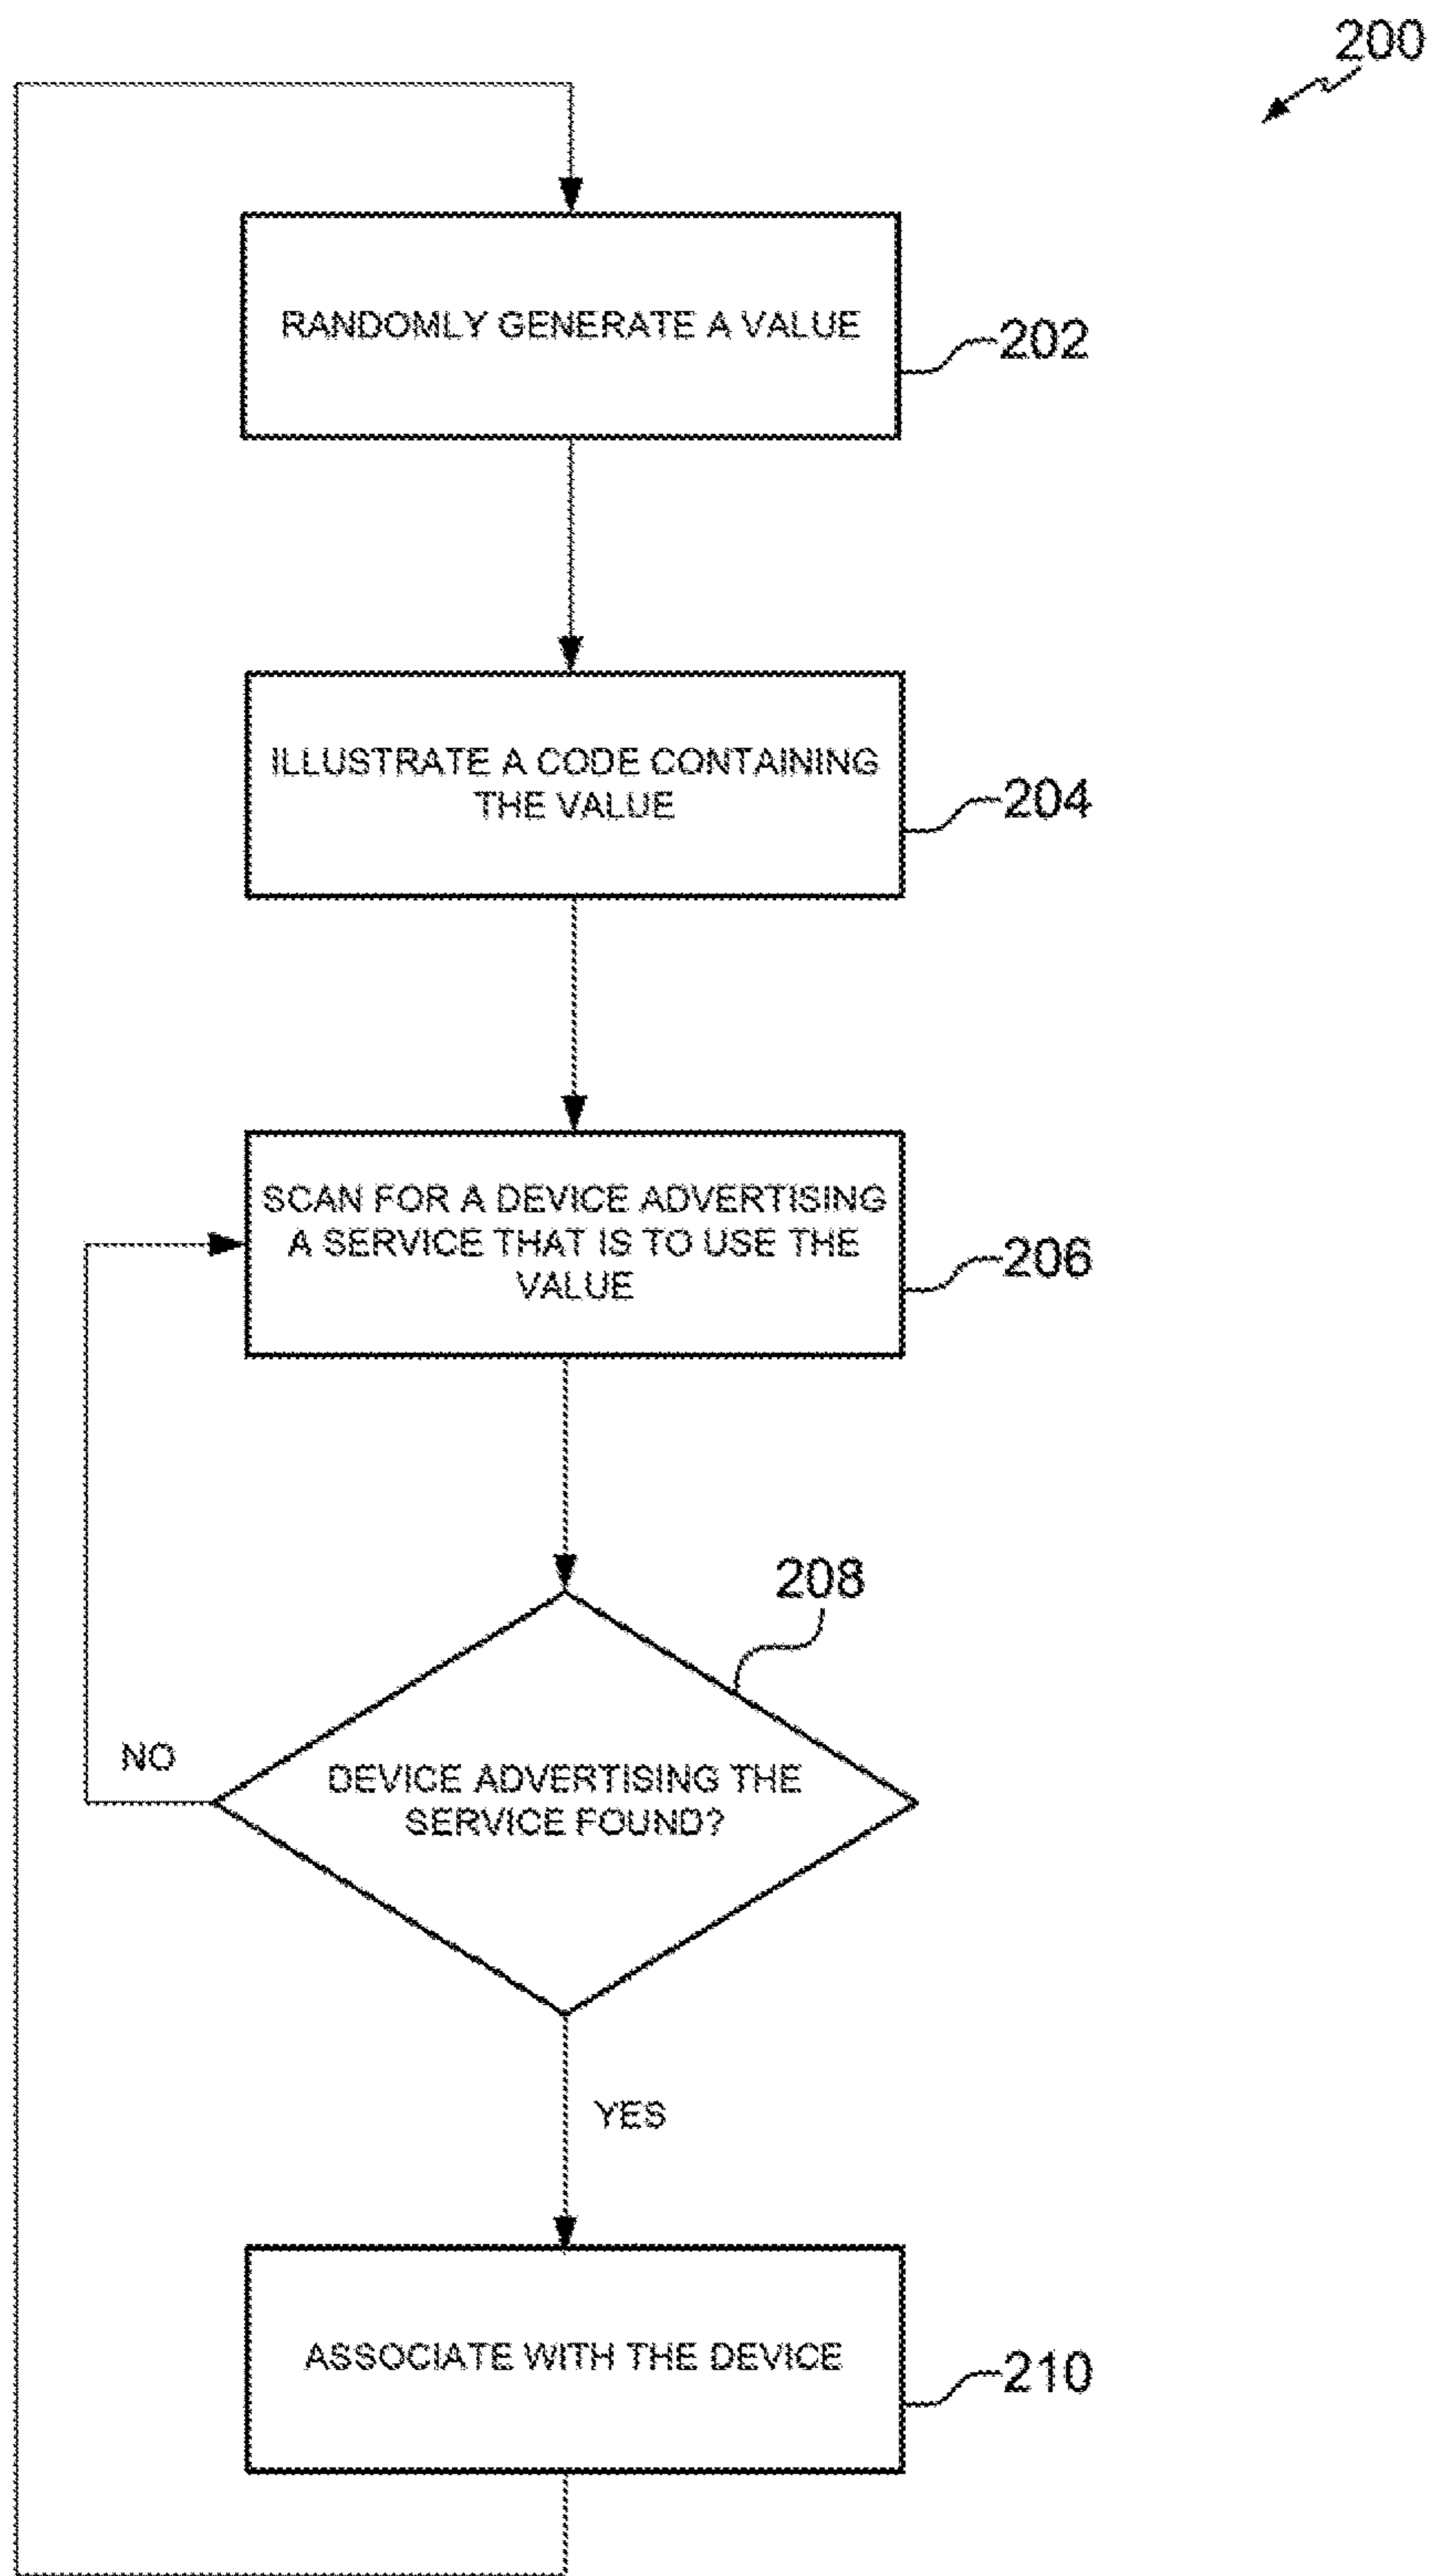 200
RANDOMLY GENERATE A VALUE
202
ILLUSTRATE A CODE CONTAINING
THE VALUE
204
SCAN FOR A DEVICE ADVERTISING
A SERVICE THAT IS TO USE THE
VALUE
206
208
DEVICE ADVERTISING THE
SERVICE FOUND?
NO
YES
ASSOCIATE WITH THE DEVICE
210